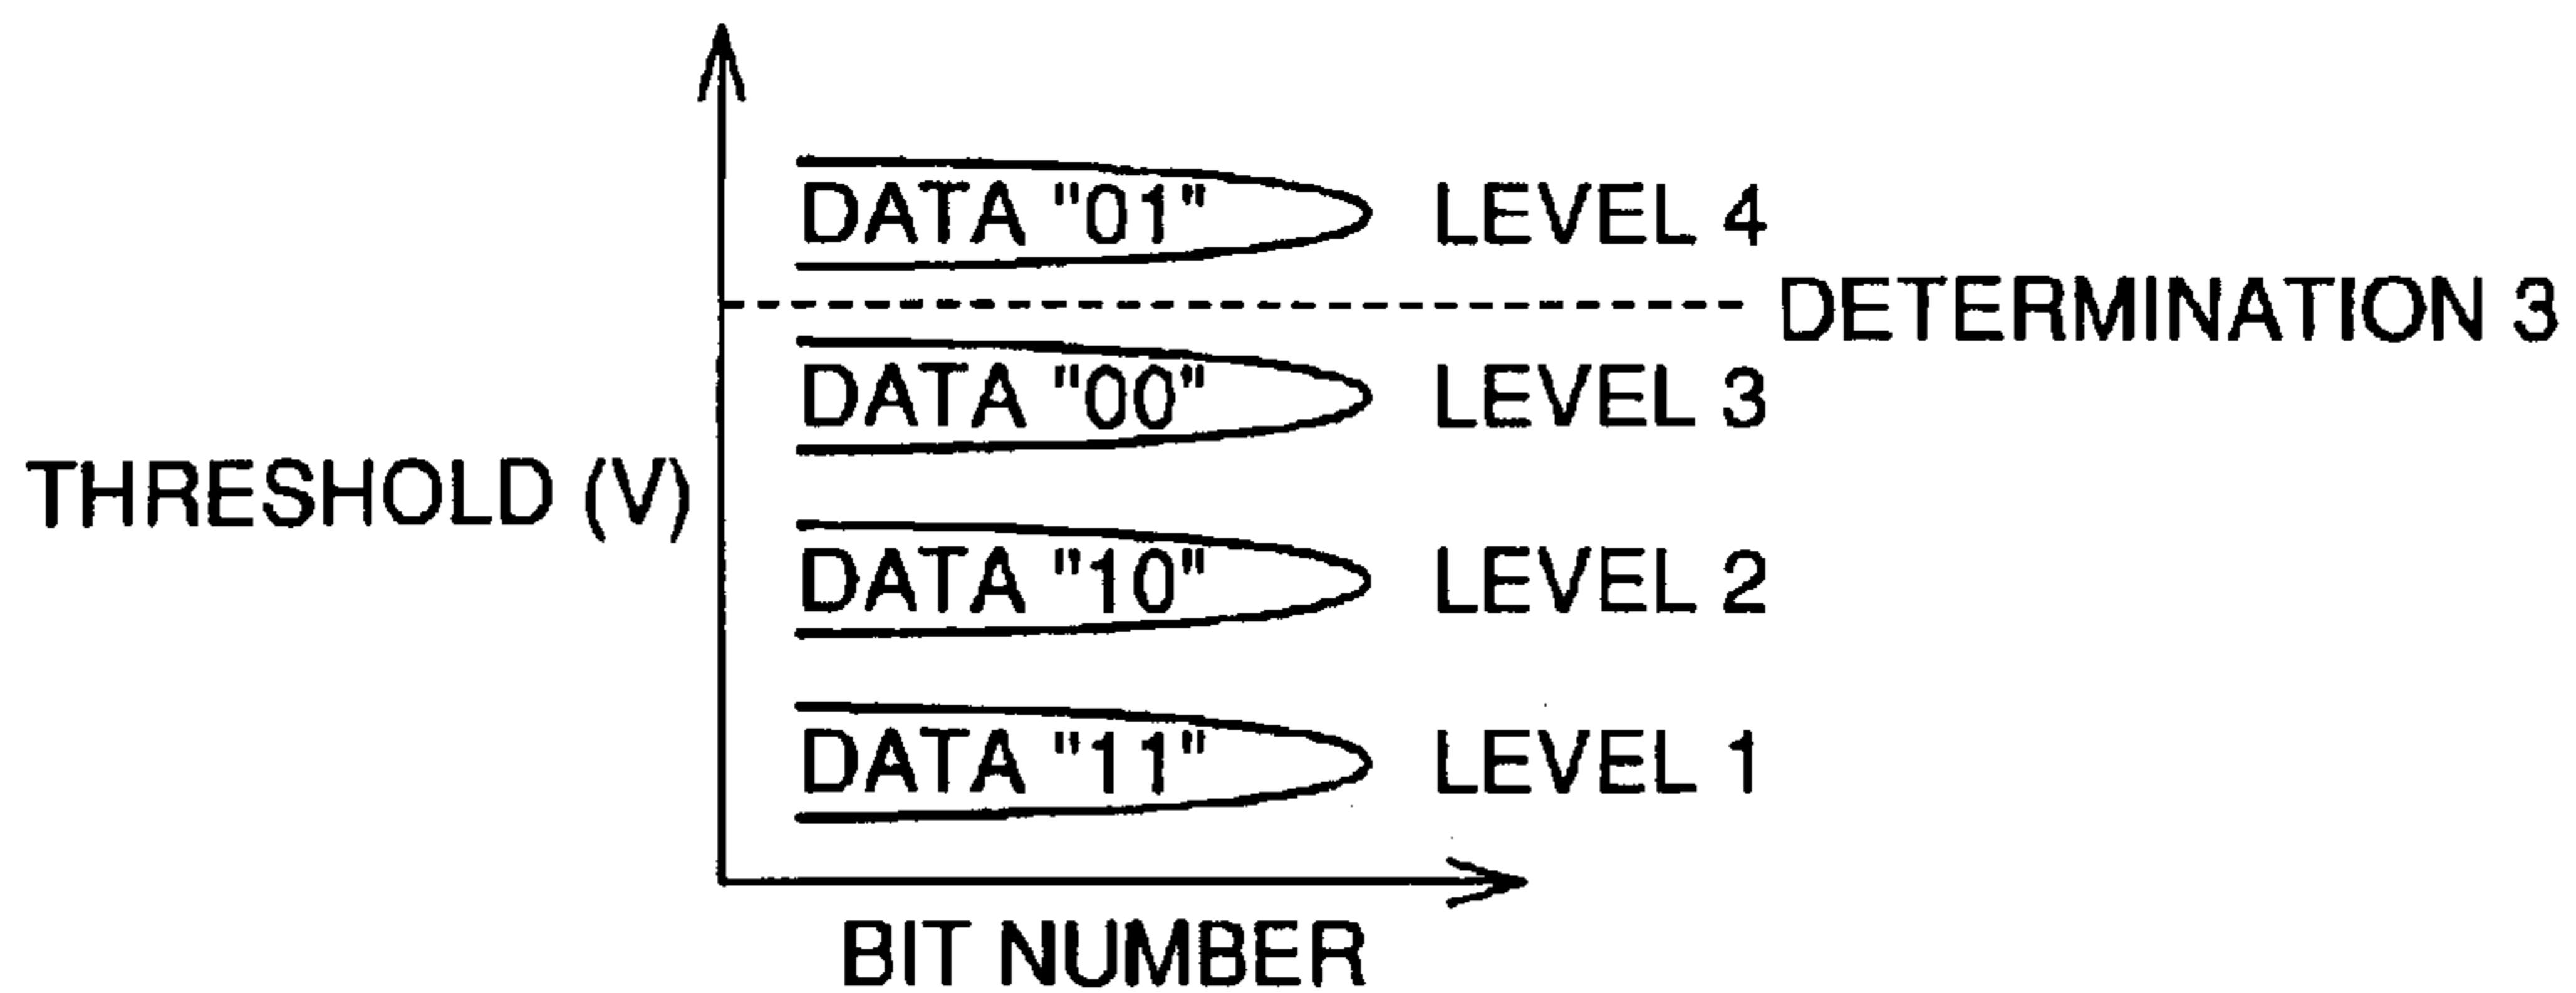 DATA "01" LEVEL 4
DETERMINATION 3
DATA "00" LEVEL 3
THRESHOLD (V)
DATA "10" LEVEL 2
DATA "11" LEVEL 1
BIT NUMBER